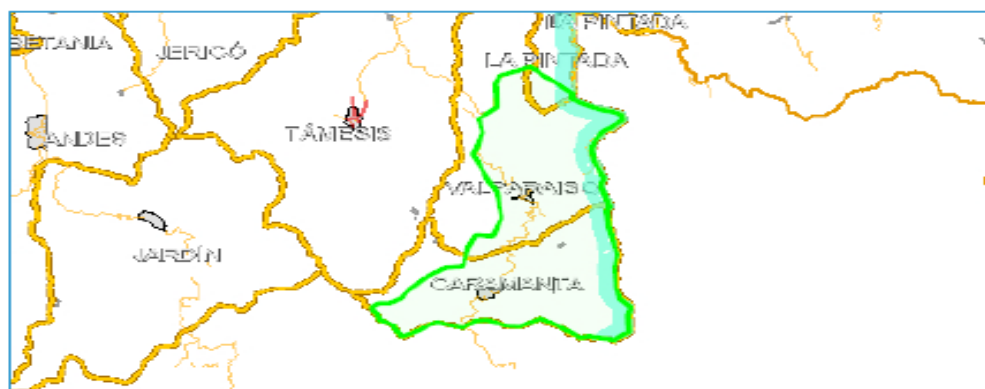 LA PINTADA
BETANIA
JERICÓ
LA PINTADA
ANDES
TÁMESIS
VALPARAISO
JARDÍN
CARAMANTA